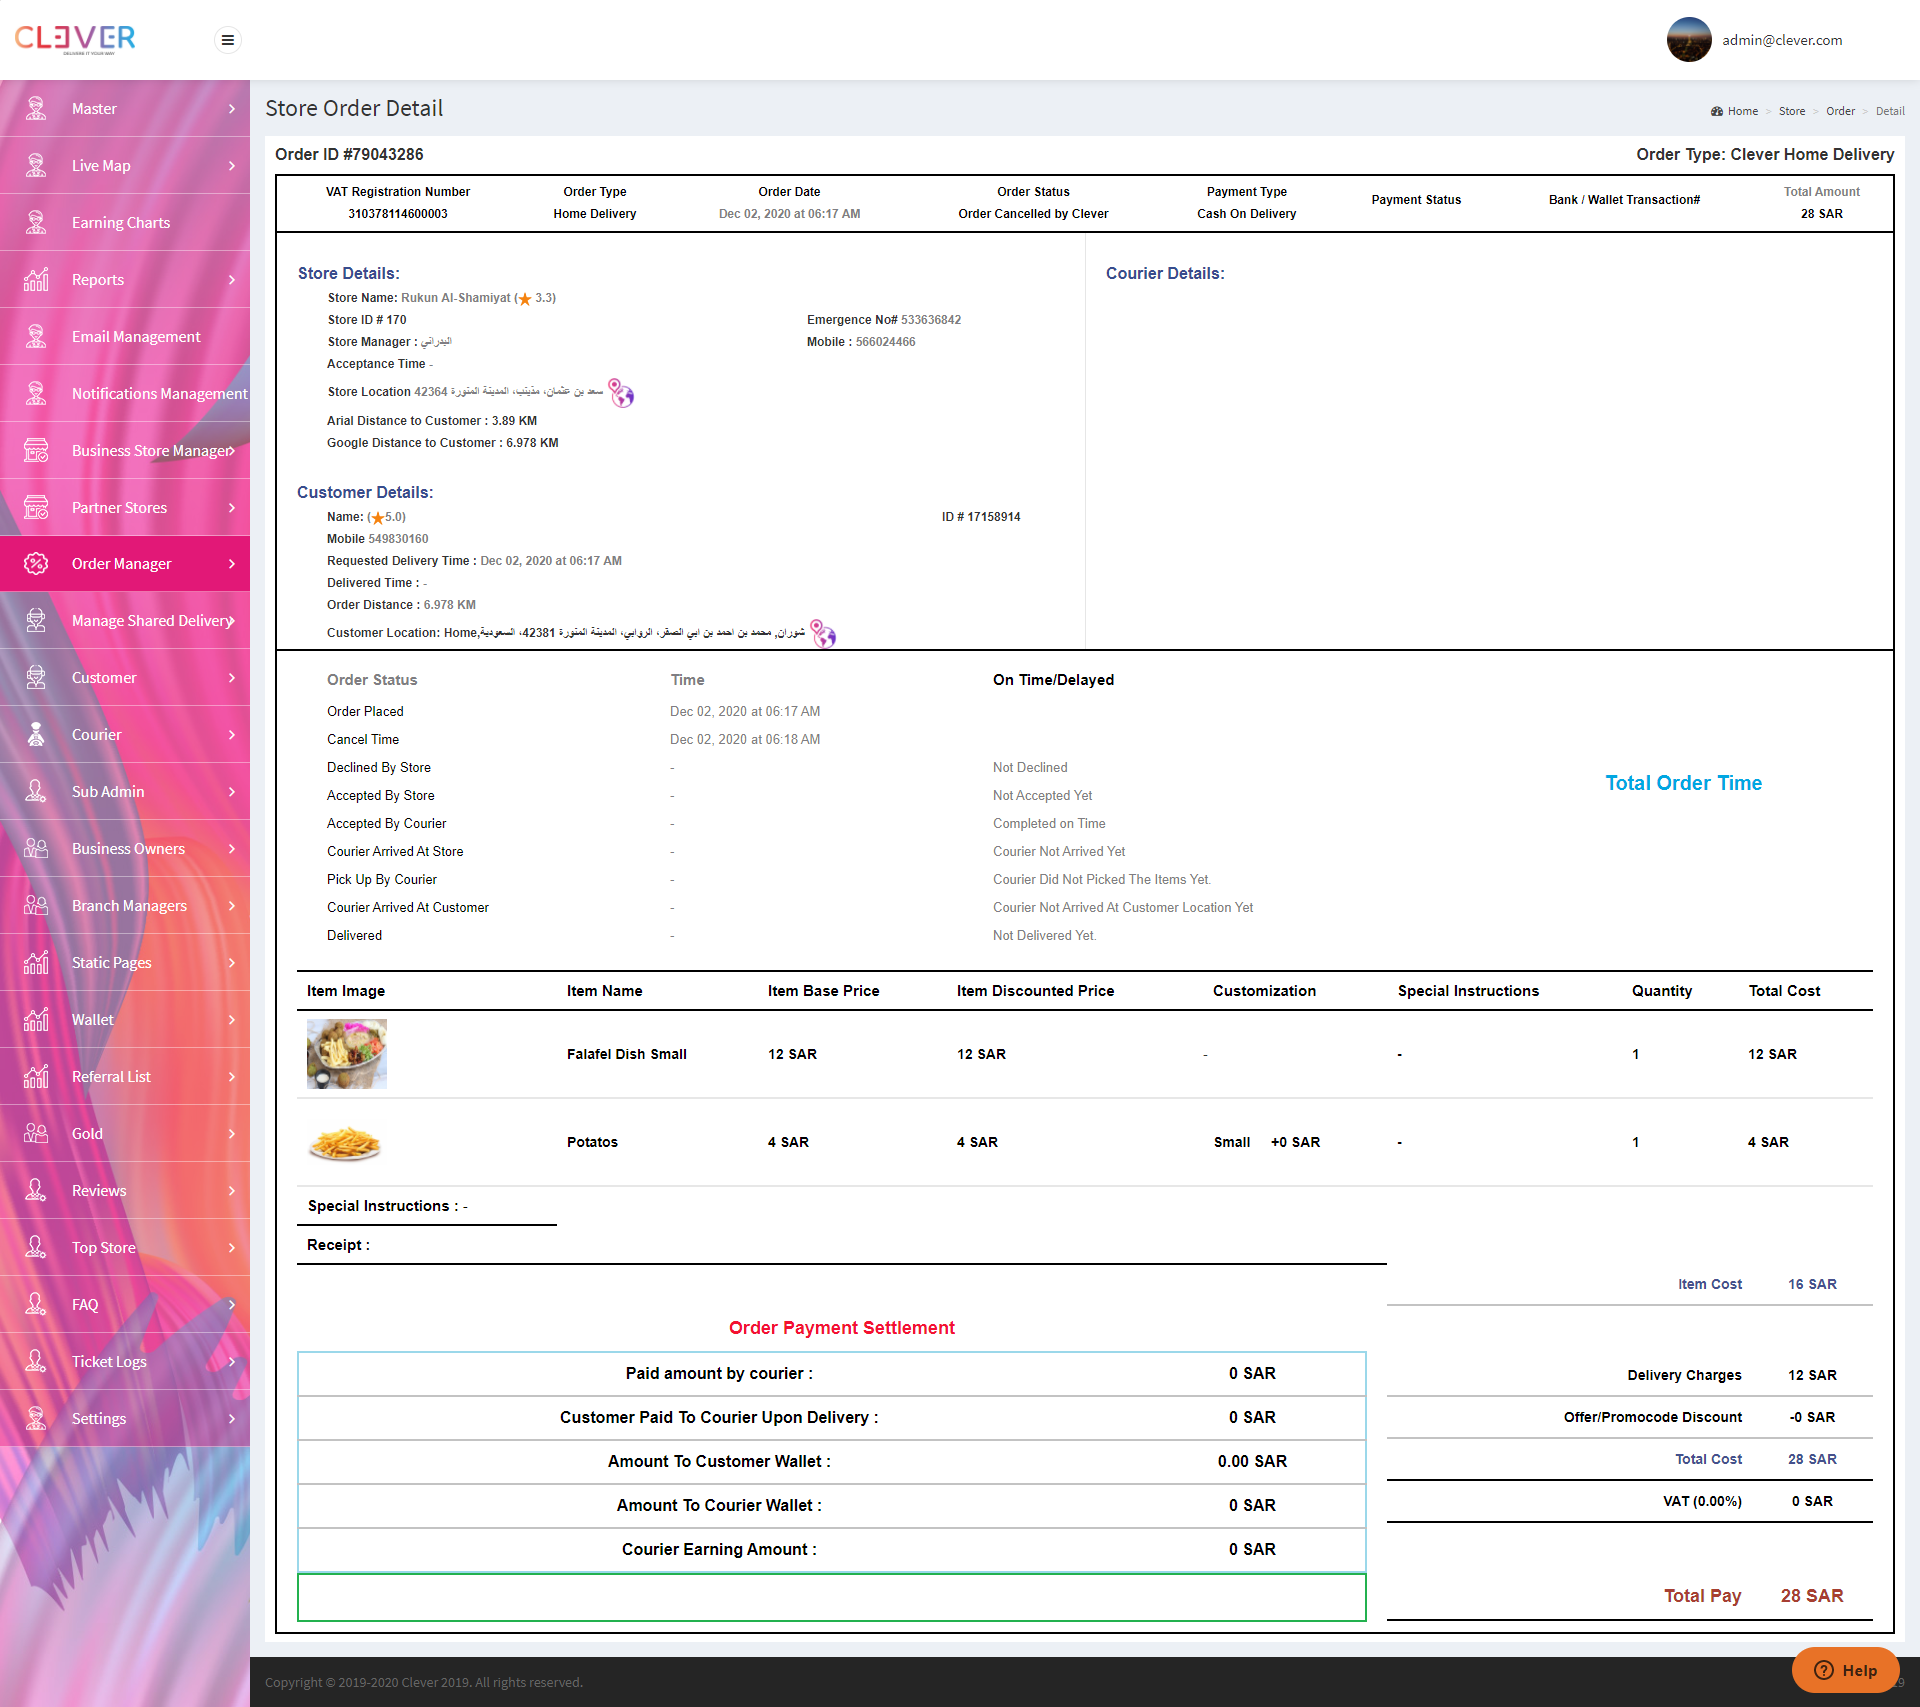 CLEVER
DELIVERE IT YOUR WAY
admin@clever.com
Master
Live Map
Earning Charts
Reports
Email Management
Notifications Management
Business Store Manager
Partner Stores
Order Manager
Manage Shared Delivery
Customer
Courier
Sub Admin
Business Owners
Branch Managers
Static Pages
Wallet
Referral List
Gold
Reviews
Top Store
FAQ
Ticket Logs
Settings
Store Order Detail
Home > Store > Order > Detail
Order ID #79043286
Order Type: Clever Home Delivery
VAT Registration Number Order Type Order Date Order Status Payment Type Payment Status Bank / Wallet Transaction# Total Amount
310378114600003 Home Delivery Dec 02, 2020 at 06:17 AM Order Cancelled by Clever Cash On Delivery 28 SAR
Store Details:
Store Name: Rukun Al-Shamiyat (★ 3.3)
Store ID # 170 Emergence No# 533636842
Store Manager : البدراني Mobile : 566024466
Acceptance Time -
Store Location سعد بن عثمان، مذينب، المدينة المنورة 42364
Arial Distance to Customer : 3.89 KM
Google Distance to Customer : 6.978 KM
Courier Details:
Customer Details:
Name: (★5.0) ID # 17158914
Mobile 549830160
Requested Delivery Time : Dec 02, 2020 at 06:17 AM
Delivered Time : -
Order Distance : 6.978 KM
Customer Location: Home,شوران, محمد بن احمد بن ابي الصقر، الروابي، المدينة المنورة 42381، السعودية
Order Status Time On Time/Delayed
Order Placed Dec 02, 2020 at 06:17 AM
Cancel Time Dec 02, 2020 at 06:18 AM
Declined By Store - Not Declined
Accepted By Store - Not Accepted Yet
Accepted By Courier - Completed on Time
Courier Arrived At Store - Courier Not Arrived Yet
Pick Up By Courier - Courier Did Not Picked The Items Yet.
Courier Arrived At Customer - Courier Not Arrived At Customer Location Yet
Delivered - Not Delivered Yet.
Total Order Time
Item Image Item Name Item Base Price Item Discounted Price Customization Special Instructions Quantity Total Cost
Falafel Dish Small 12 SAR 12 SAR - - 1 12 SAR
Potatos 4 SAR 4 SAR Small +0 SAR - 1 4 SAR
Special Instructions : -
Receipt :
Item Cost 16 SAR
Order Payment Settlement
Paid amount by courier : 0 SAR
Customer Paid To Courier Upon Delivery : 0 SAR
Amount To Customer Wallet : 0.00 SAR
Amount To Courier Wallet : 0 SAR
Courier Earning Amount : 0 SAR
Delivery Charges 12 SAR
Offer/Promocode Discount -0 SAR
Total Cost 28 SAR
VAT (0.00%) 0 SAR
Total Pay 28 SAR
Copyright © 2019-2020 Clever 2019. All rights reserved.
Help